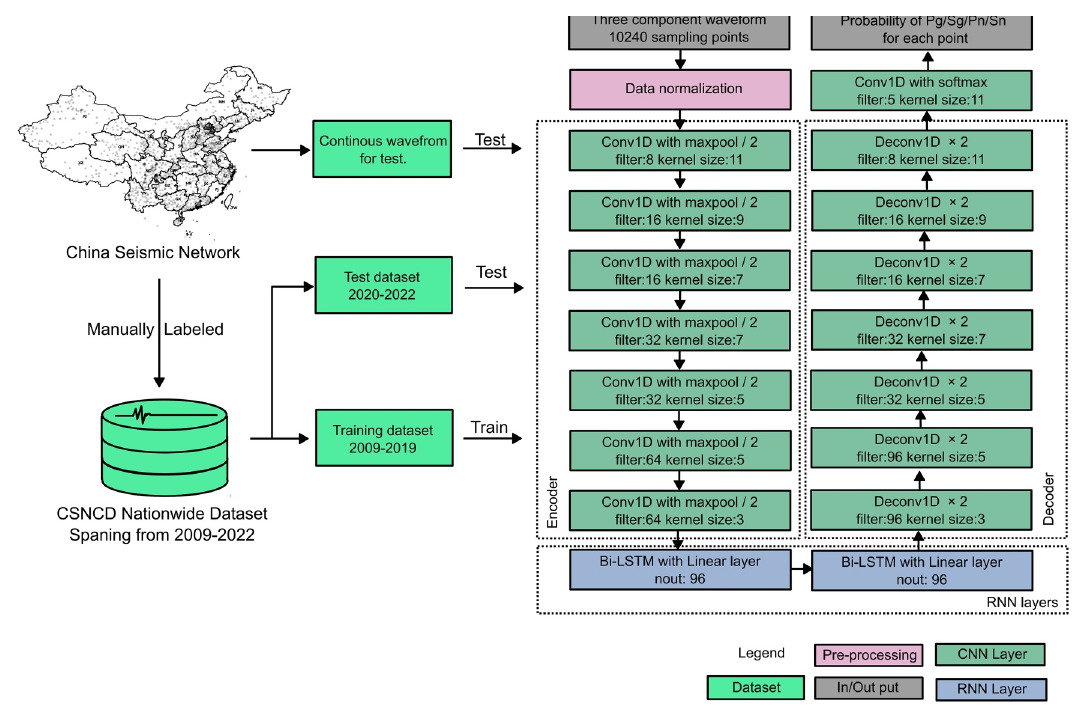 China Seismic Network
Manually Labeled
CSNCD Nationwide Dataset
Spaning from 2009-2022
Continous wavefrom
for test.
Test
Test dataset
2020-2022
Test
Training dataset
2009-2019
Train
Three component waveform
10240 sampling points
Data normalization
Conv1D with maxpool / 2
filter:8 kernel size:11
Conv1D with maxpool / 2
filter:16 kernel size:9
Conv1D with maxpool / 2
filter:16 kernel size:7
Conv1D with maxpool / 2
filter:32 kernel size:7
Conv1D with maxpool / 2
filter:32 kernel size:5
Conv1D with maxpool / 2
filter:64 kernel size:5
Conv1D with maxpool / 2
filter:64 kernel size:3
Encoder
Bi-LSTM with Linear layer
nout: 96
Probability of Pg/Sg/Pn/Sn
for each point
Conv1D with softmax
filter:5 kernel size:11
Deconv1D × 2
filter:8 kernel size:11
Deconv1D × 2
filter:16 kernel size:9
Deconv1D × 2
filter:16 kernel size:7
Deconv1D × 2
filter:32 kernel size:7
Deconv1D × 2
filter:32 kernel size:5
Deconv1D × 2
filter:96 kernel size:5
Deconv1D × 2
filter:96 kernel size:3
Decoder
Bi-LSTM with Linear layer
nout: 96
RNN layers
Legend
Pre-processing
CNN Layer
Dataset
In/Out put
RNN Layer